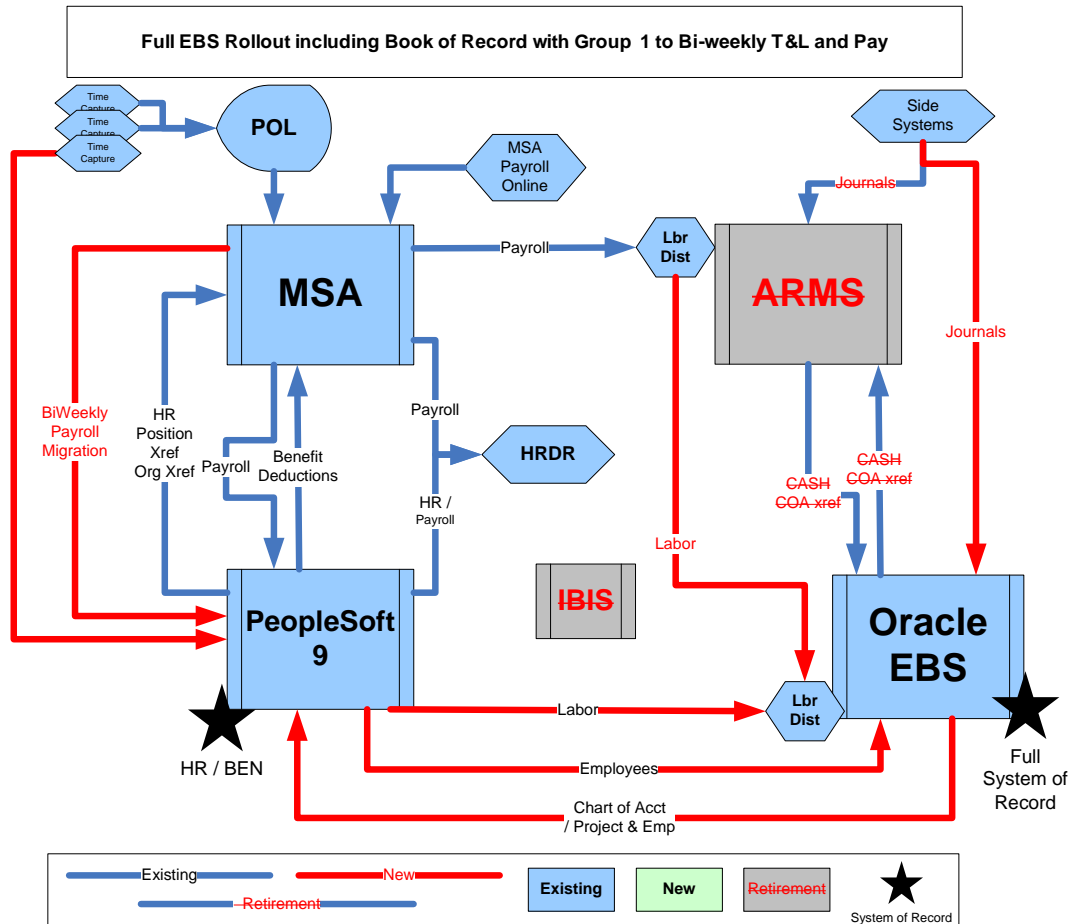 Full EBS Rollout including Book of Record with Group 1 to Bi-weekly T&L and Pay
Time
Capture
Time
Capture
Time
Capture
POL
MSA
Payroll
Online
Side
Systems
Journals
MSA
Payroll
Lbr
Dist
ARMS
Journals
BiWeekly
Payroll
Migration
HR
Position
Xref
Org Xref
Payroll
Benefit
Deductions
Payroll
HRDR
HR /
Payroll
CASH
COA xref
CASH
COA xref
Labor
IBIS
PeopleSoft
9
Oracle
EBS
Lbr
Dist
Labor
HR / BEN
Employees
Full
System of
Record
Chart of Acct
/ Project & Emp
Existing
New
Retirement
Existing
New
Retirement
System of Record